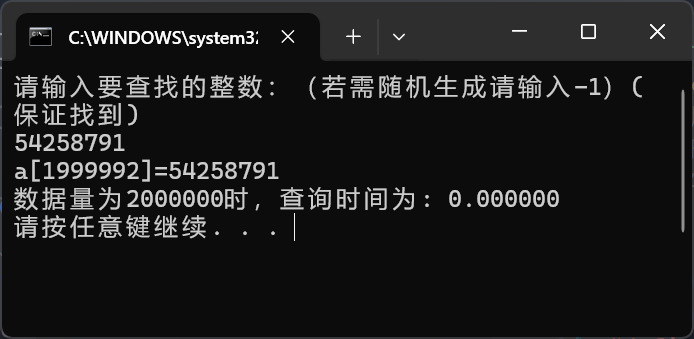 C:\WINDOWS\system32
请输入要查找的整数：（若需随机生成请输入-1）（
保证找到）
54258791
a[1999992]=54258791
数据量为2000000时，查询时间为：0.000000
请按任意键继续. . .